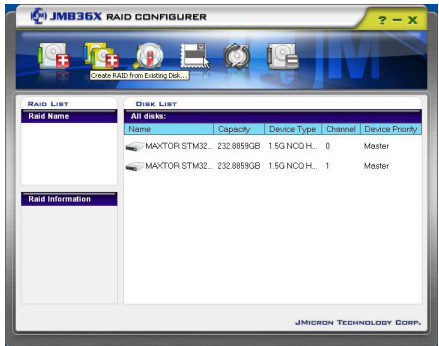 JMB36X RAID CONFIGURER
? - X
Create RAID from Existing Disk...
RAID LIST
Raid Name
Raid Information
DISK LIST
All disks:
Name Capacity Device Type Channel Device Priority
MAXTOR STM32... 232.8859GB 1.5G NCQ H... 0 Master
MAXTOR STM32... 232.8859GB 1.5G NCQ H... 1 Master
JMICRON TECHNOLOGY CORP.